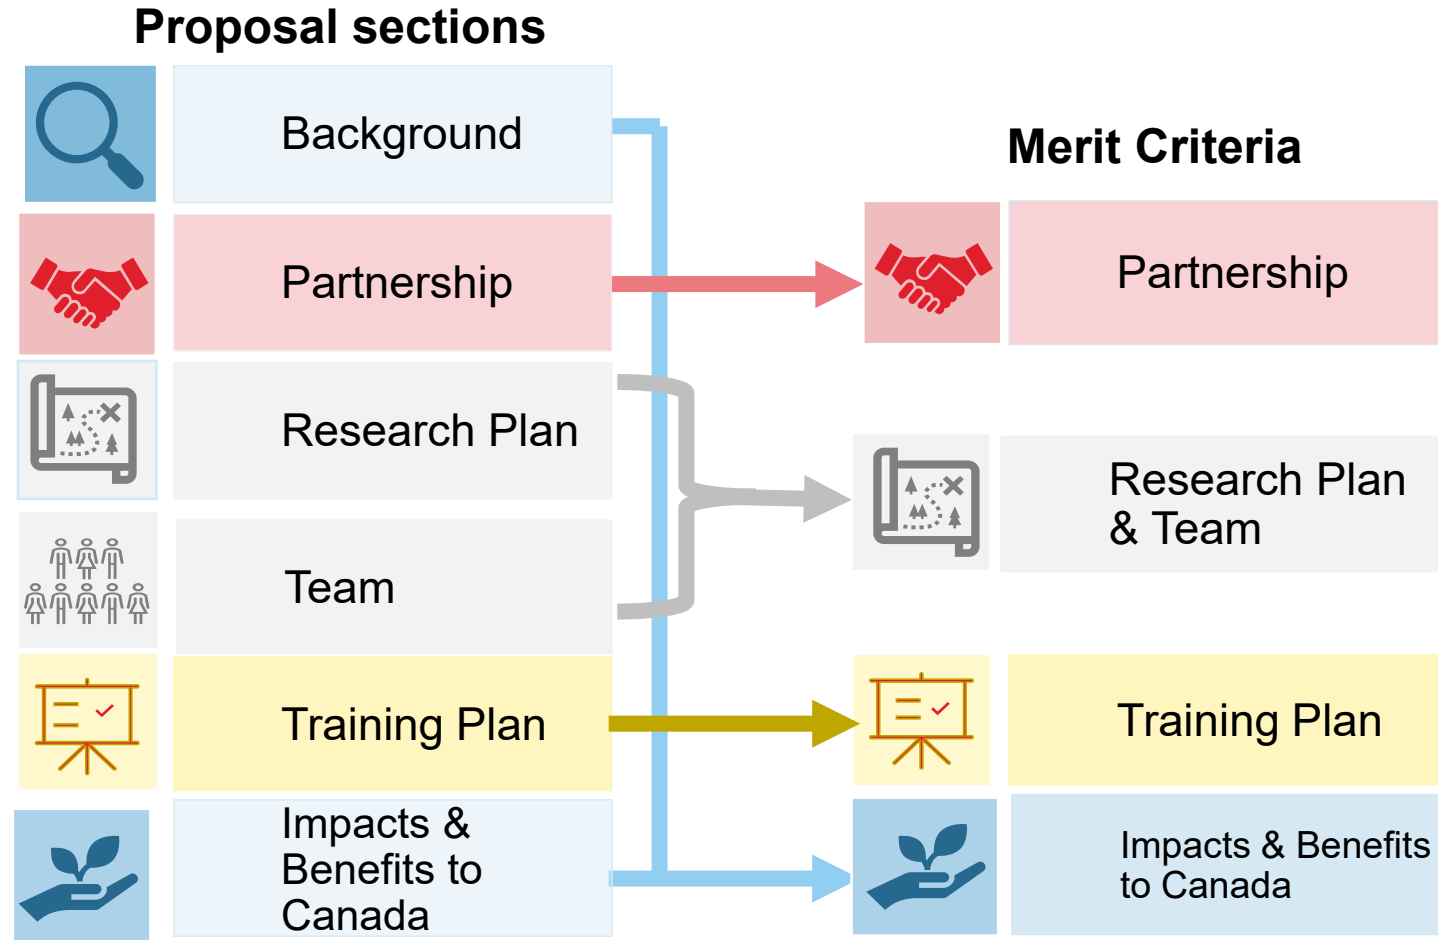 Proposal sections
Background
Partnership
Research Plan
Team
Training Plan
Impacts &
Benefits to
Canada
Merit Criteria
Partnership
Research Plan
& Team
Training Plan
Impacts & Benefits
to Canada